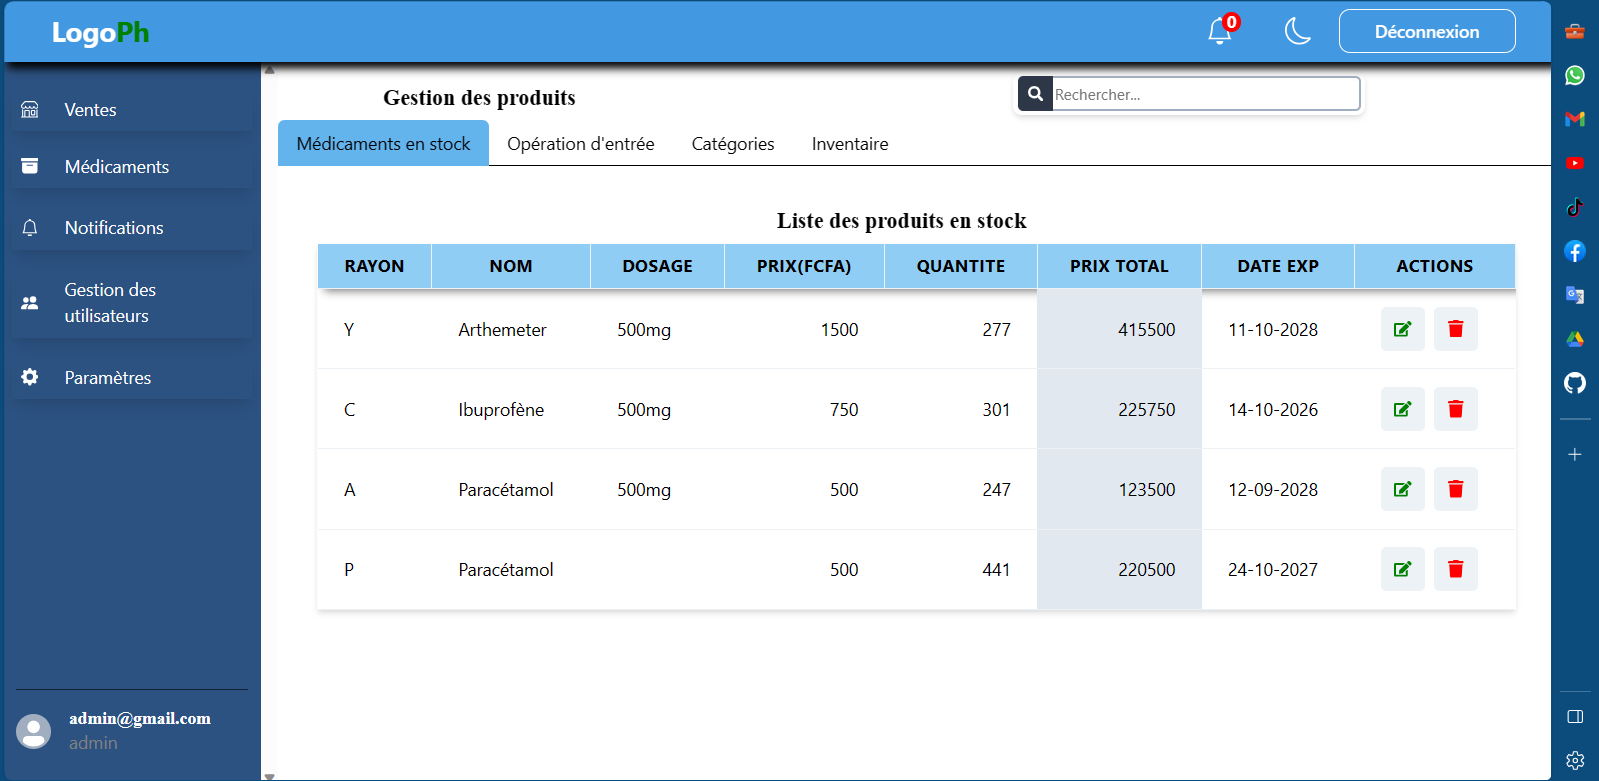 LogoPh
0
Déconnexion
Ventes
Médicaments
Notifications
Gestion des
utilisateurs
Paramètres
admin@gmail.com
admin
Gestion des produits
Rechercher...
Médicaments en stock Opération d'entrée Catégories Inventaire
Liste des produits en stock
RAYON NOM DOSAGE PRIX(FCFA) QUANTITE PRIX TOTAL DATE EXP ACTIONS
Y Arthemeter 500mg 1500 277 415500 11-10-2028
C Ibuprofène 500mg 750 301 225750 14-10-2026
A Paracétamol 500mg 500 247 123500 12-09-2028
P Paracétamol 500 441 220500 24-10-2027